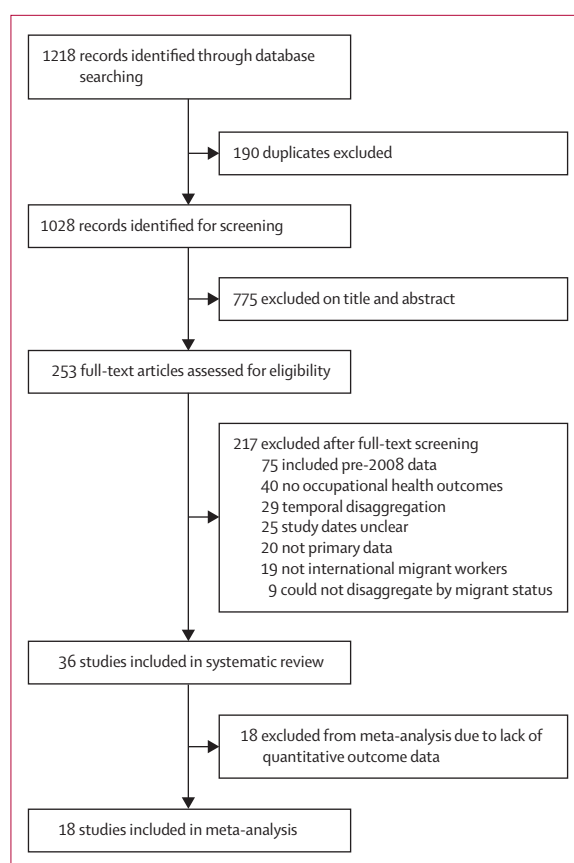 1218 records identified through database
searching
190 duplicates excluded
1028 records identified for screening
775 excluded on title and abstract
253 full-text articles assessed for eligibility
217 excluded after full-text screening
75 included pre-2008 data
40 no occupational health outcomes
29 temporal disaggregation
25 study dates unclear
20 not primary data
19 not international migrant workers
9 could not disaggregate by migrant status
36 studies included in systematic review
18 excluded from meta-analysis due to lack of
quantitative outcome data
18 studies included in meta-analysis